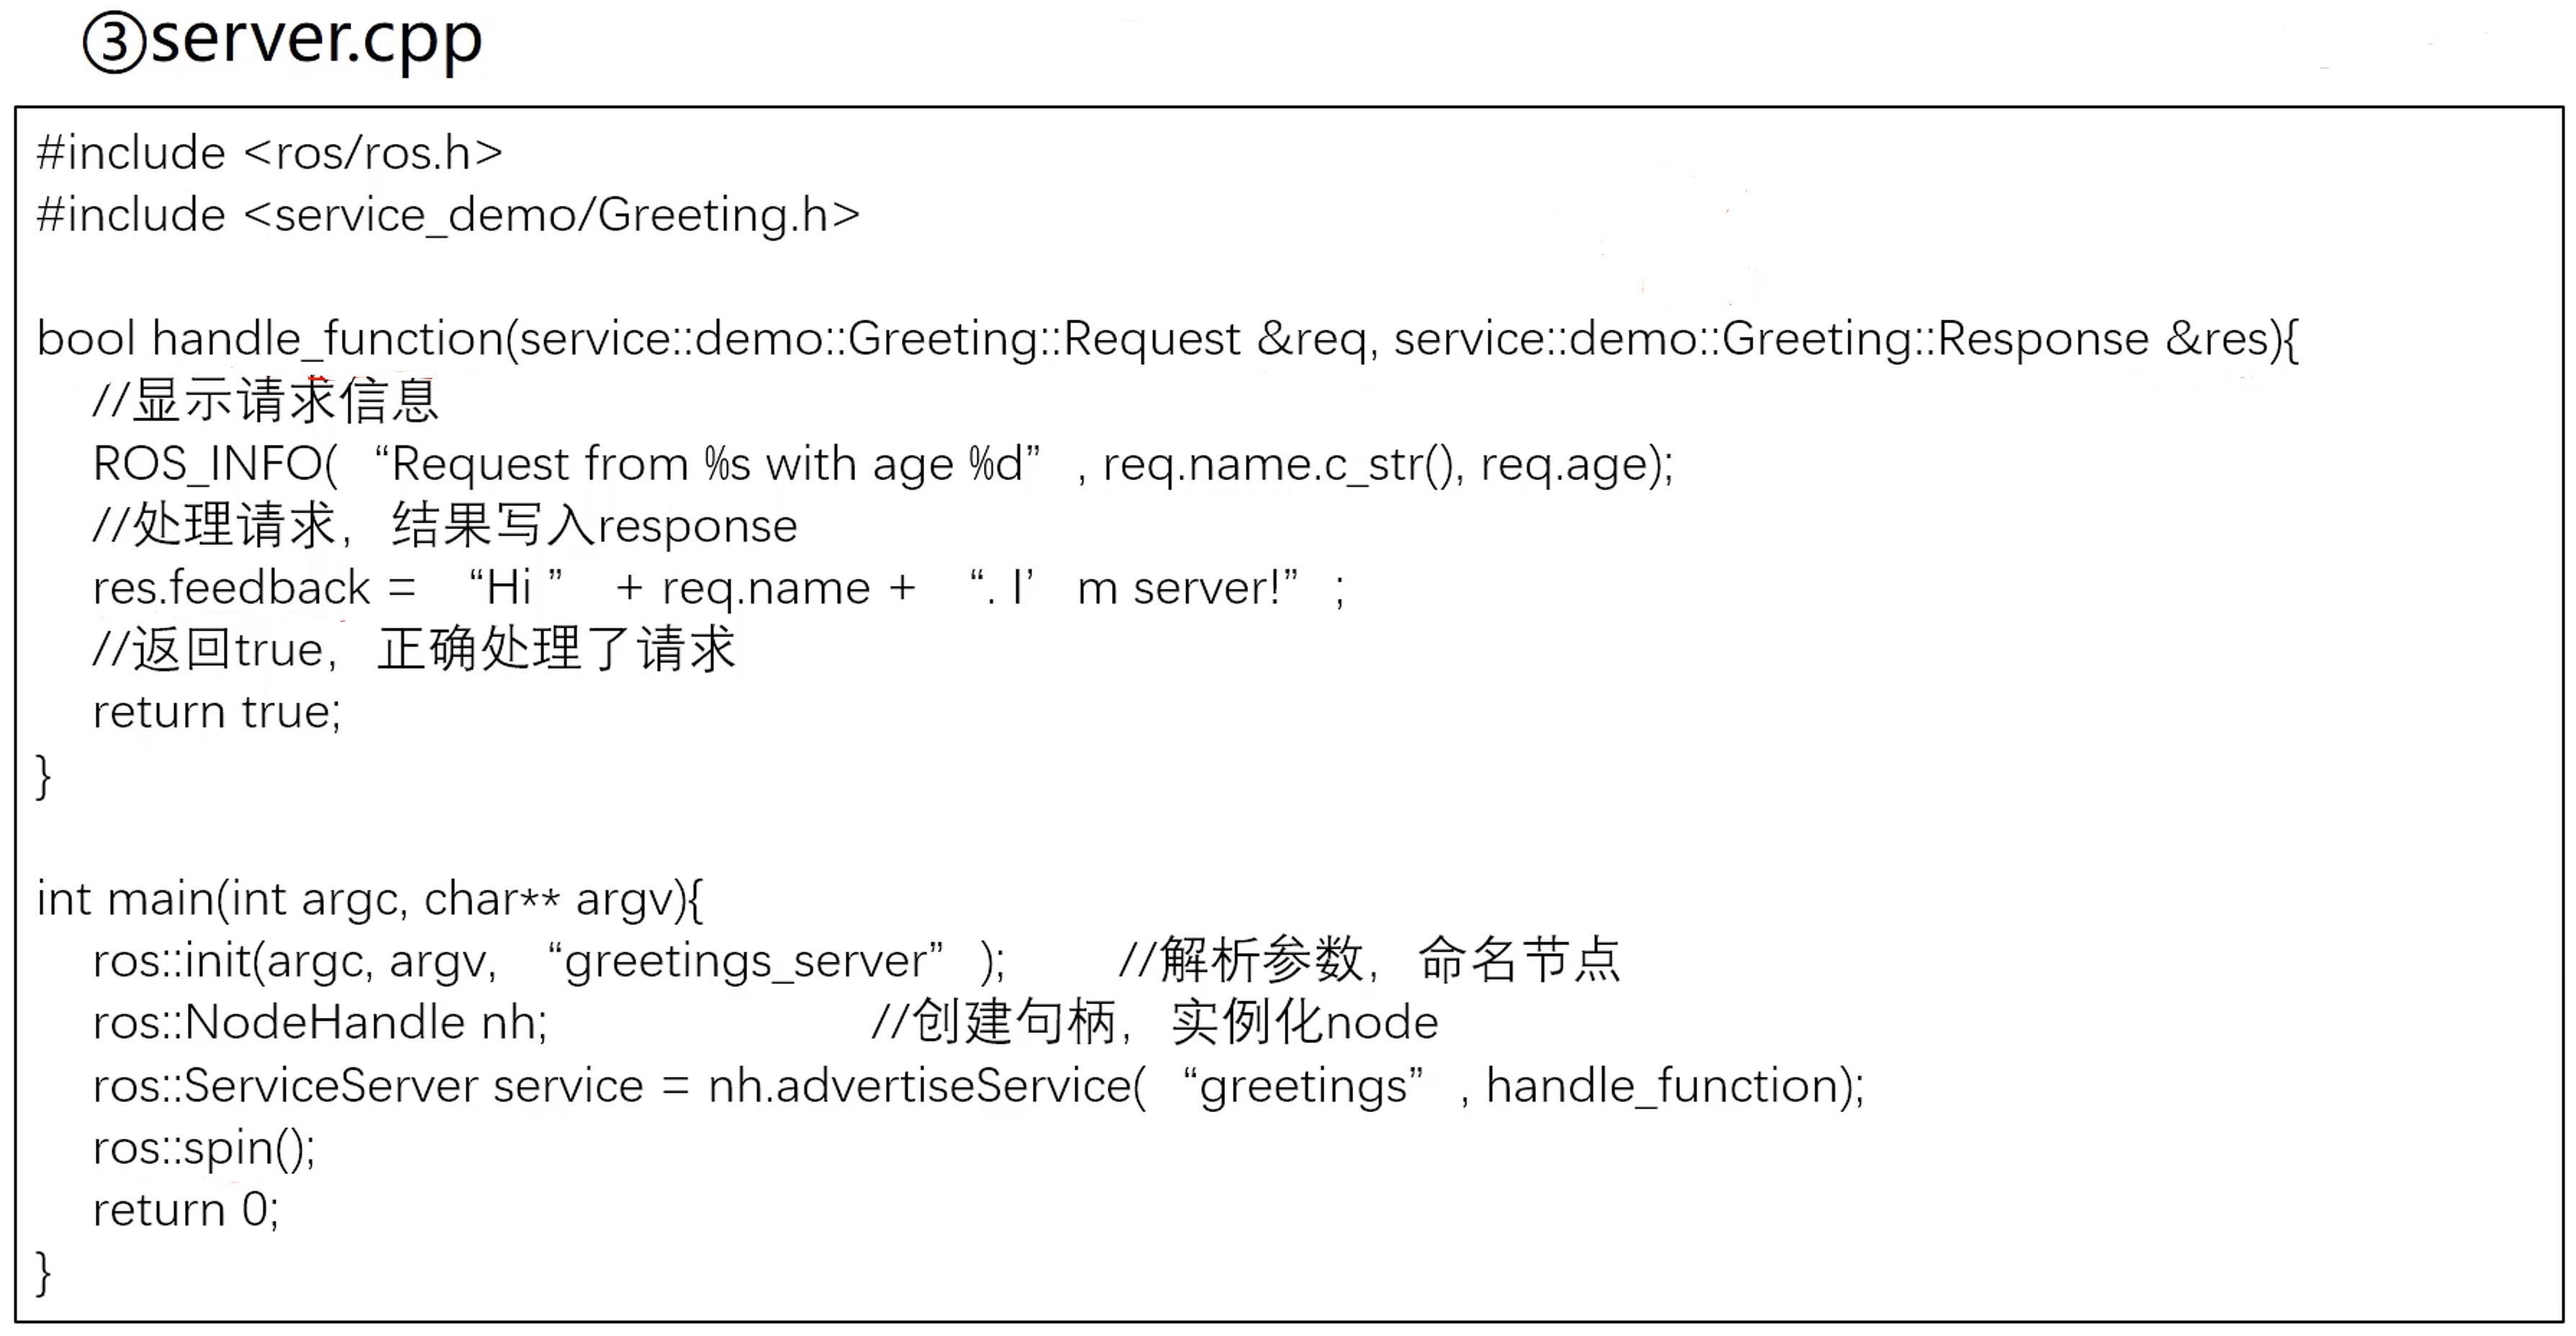 ③server.cpp
#include <ros/ros.h>
#include <service_demo/Greeting.h>
bool handle_function(service::demo::Greeting::Request &req, service::demo::Greeting::Response &res){
//显示请求信息
ROS_INFO( “Request from %s with age %d” , req.name.c_str(), req.age);
//处理请求，结果写入response
res.feedback = “Hi ” + req.name + “. I’ m server!” ;
//返回true，正确处理了请求
return true;
}
int main(int argc, char** argv){
ros::init(argc, argv, “greetings_server” ); //解析参数，命名节点
ros::NodeHandle nh; //创建句柄，实例化node
ros::ServiceServer service = nh.advertiseService( “greetings” , handle_function);
ros::spin();
return 0;
}